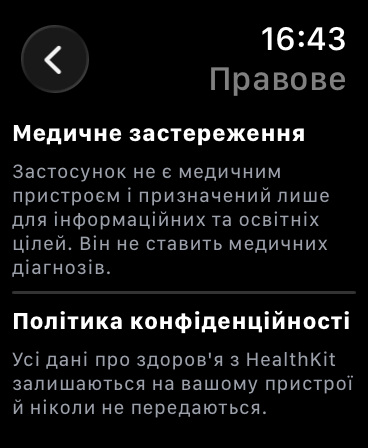 16:43
Правове
Медичне застереження
Застосунок не є медичним
пристроєм і призначений лише
для інформаційних та освітніх
цілей. Він не ставить медичних
діагнозів.
Політика конфіденційності
Усі дані про здоров'я з HealthKit
залишаються на вашому пристрої
й ніколи не передаються.